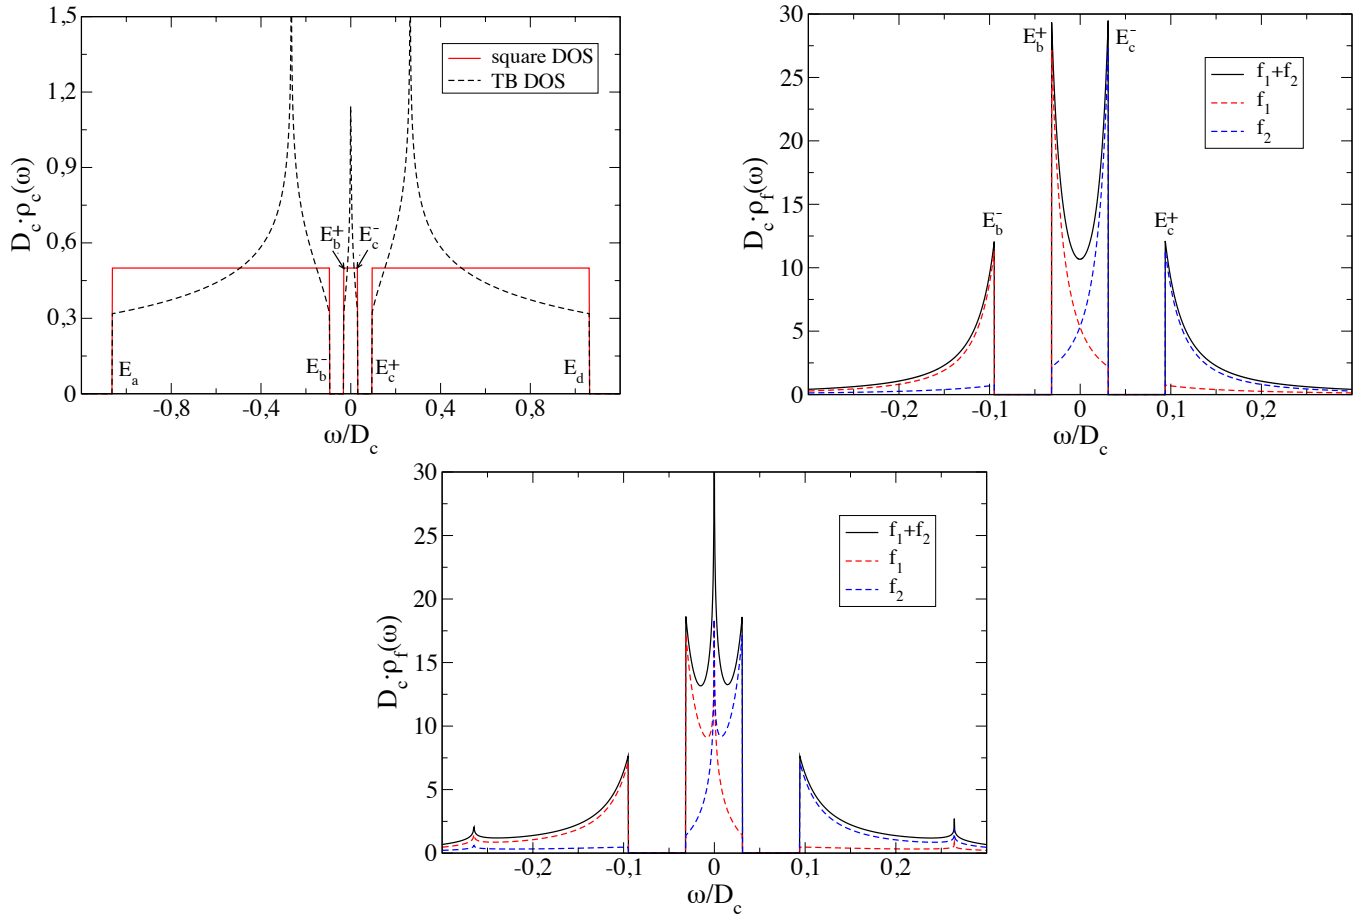 1,5
1,2
0,9
0,6
0,3
0
D_c·ρ_c(ω)
square DOS
TB DOS
E_b^+ E_c^-
E_a E_b^- E_c^+ E_d
-0,8 -0,4 0 0,4 0,8
ω/D_c
30
25
20
15
10
5
0
D_c·ρ_f(ω)
E_b^+ E_c^-
f_1+f_2
f_1
f_2
E_b^- E_c^+
-0,2 -0,1 0 0,1 0,2
ω/D_c
30
25
20
15
10
5
0
D_c·ρ_f(ω)
f_1+f_2
f_1
f_2
-0,2 -0,1 0 0,1 0,2
ω/D_c